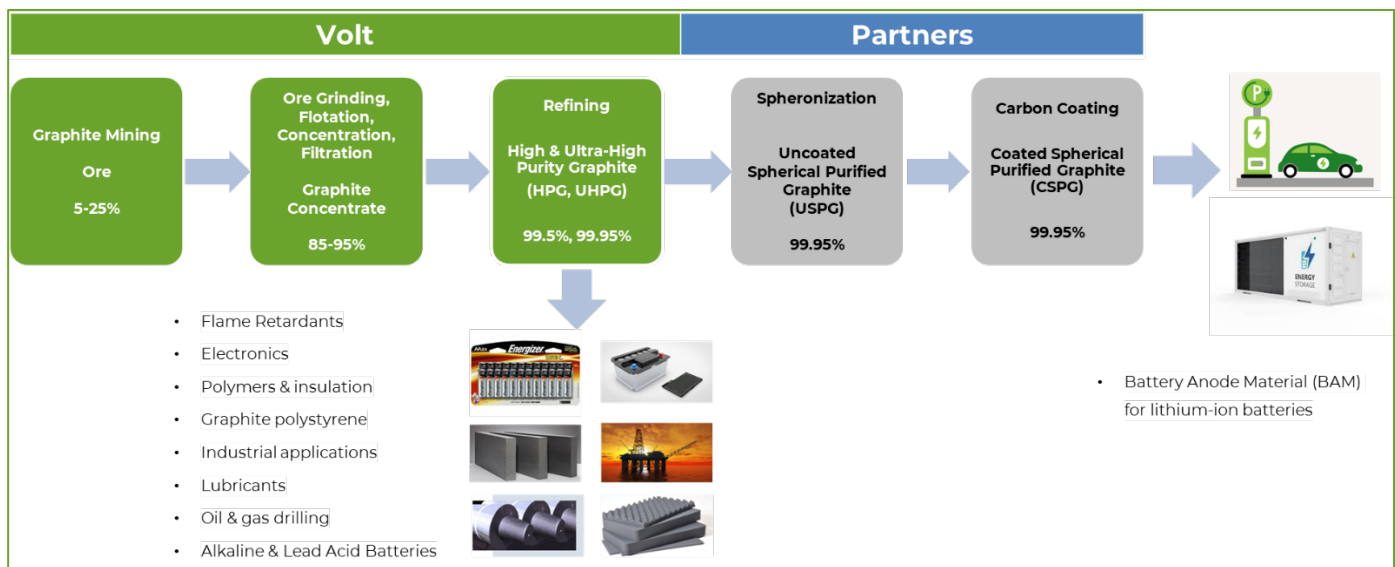 Volt
Partners
Graphite Mining
Ore
5-25%
Ore Grinding,
Flotation,
Concentration,
Filtration
Graphite
Concentrate
85-95%
Refining
High & Ultra-High
Purity Graphite
(HPG, UHPG)
99.5%, 99.95%
Spheronization
Uncoated
Spherical Purified
Graphite
(USPG)
99.95%
Carbon Coating
Coated Spherical
Purified Graphite
(CSPG)
99.95%
P
ENERGY
STORAGE
• Flame Retardants
• Electronics
• Polymers & insulation
• Graphite polystyrene
• Industrial applications
• Lubricants
• Oil & gas drilling
• Alkaline & Lead Acid Batteries
MAX
Energizer
• Battery Anode Material (BAM)
for lithium-ion batteries